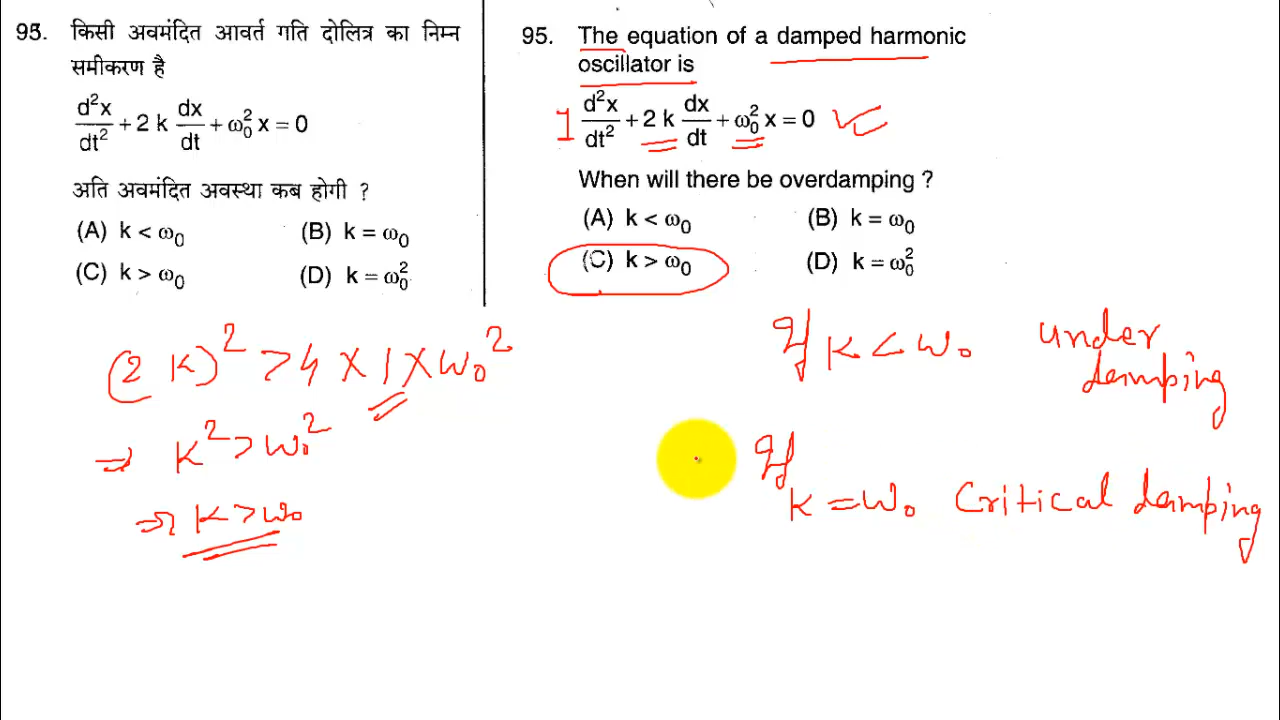 95. किसी अवमंदित आवर्त गति दोलित्र का निम्न
समीकरण है
d²x/dt² + 2 k dx/dt + ω₀² x = 0
अति अवमंदित अवस्था कब होगी ?
(A) k < ω₀ (B) k = ω₀
(C) k > ω₀ (D) k = ω₀²
95. The equation of a damped harmonic
oscillator is
1 d²x/dt² + 2 k dx/dt + ω₀² x = 0
When will there be overdamping ?
(A) k < ω₀ (B) k = ω₀
(C) k > ω₀ (D) k = ω₀²
(2 K)² > 4 × 1 × ω₀²
⇒ K² > ω₀²
⇒ K > ω₀
If K < ω₀ under
damping
If
K = ω₀ Critical damping